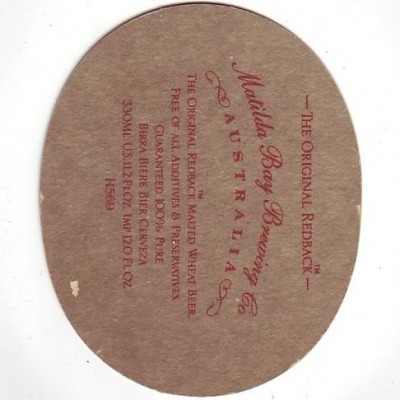 — THE ORIGINAL REDBACK™ —
Matilda Bay Brewing Co
AUSTRALIA
THE ORIGINAL REDBACK™ MALTED WHEAT BEER
FREE OF ALL ADDITIVES & PRESERVATIVES
GUARANTEED 100% PURE
BIRRA BIÈRE BIER CERVEZA
330ML U.S. 11.2 FL.OZ. IMP 12.0 FL.OZ.